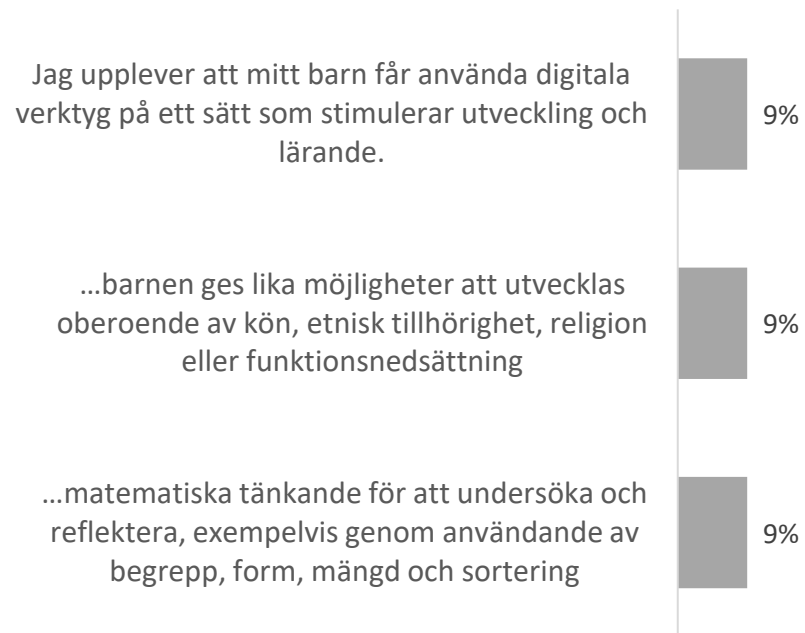 Jag upplever att mitt barn får använda digitala
verktyg på ett sätt som stimulerar utveckling och
lärande.
9%
...barnen ges lika möjligheter att utvecklas
oberoende av kön, etnisk tillhörighet, religion
eller funktionsnedsättning
9%
...matematiska tänkande för att undersöka och
reflektera, exempelvis genom användande av
begrepp, form, mängd och sortering
9%